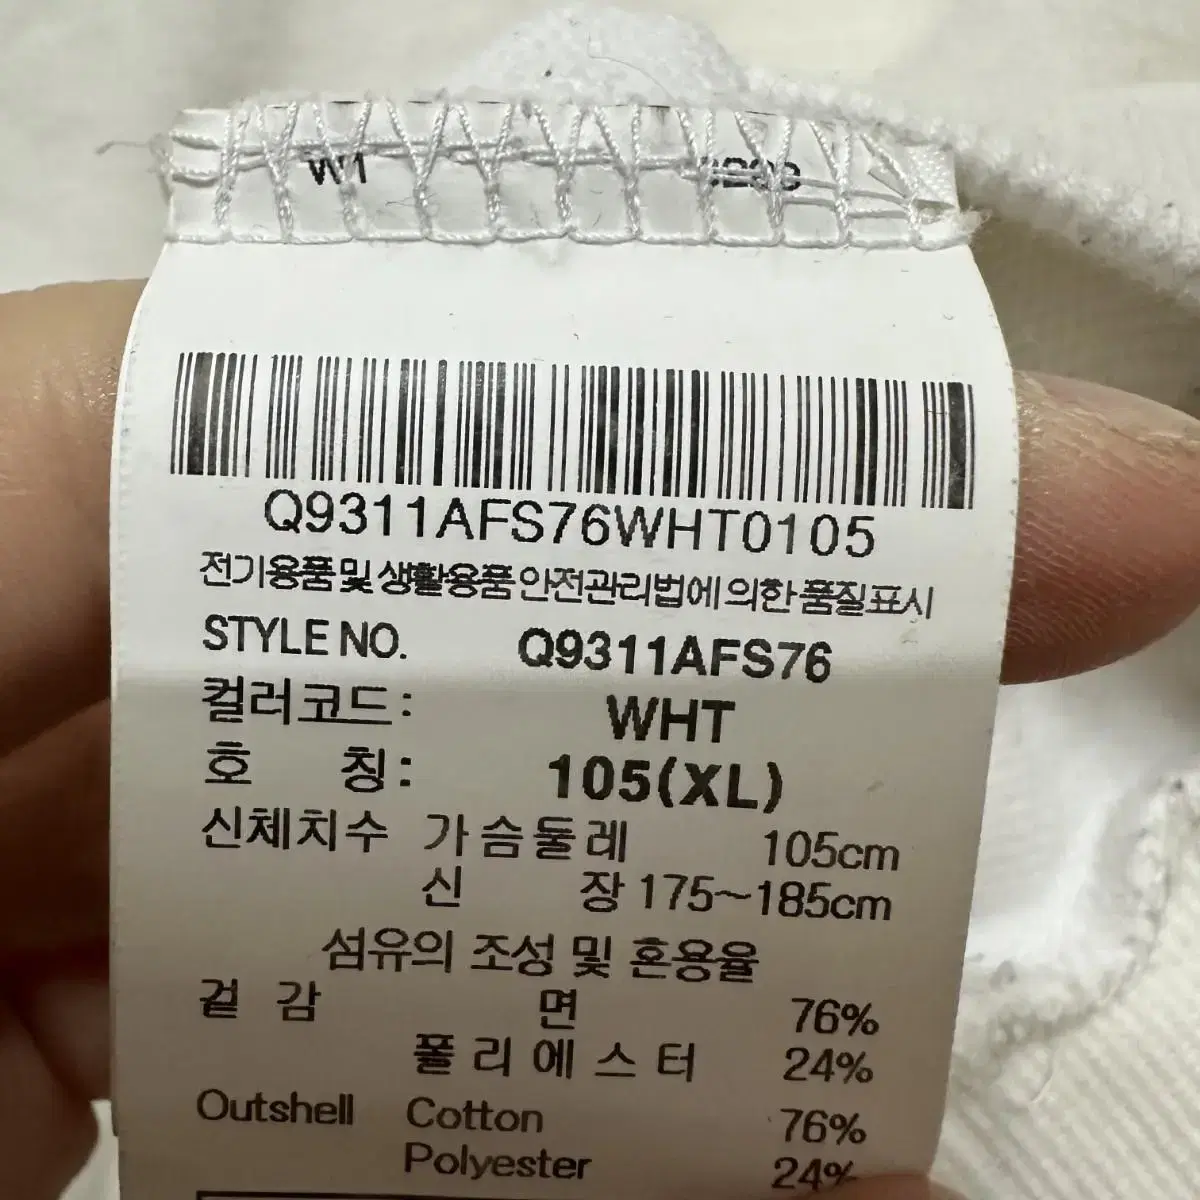 W1
Q9311AFS76WHT0105
전기용품 및 생활용품 안전관리법에 의한 품질표시
STYLE NO. Q9311AFS76
컬러코드: WHT
호 칭: 105(XL)
신체치수 가슴둘레 105cm
신 장 175~185cm
섬유의 조성 및 혼용율
겉 감 면 76%
폴리에스터 24%
Outshell Cotton 76%
Polyester 24%